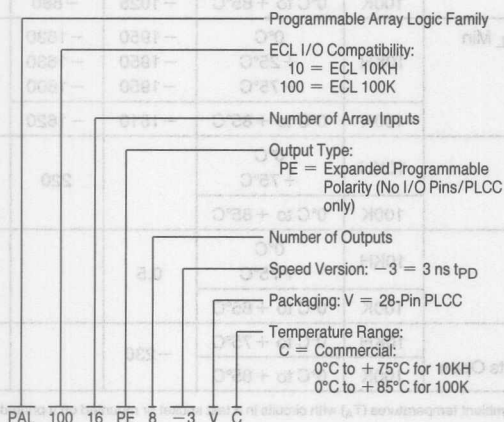 Programmable Array Logic Family
ECL I/O Compatibility:
10 = ECL 10KH
100 = ECL 100K
Number of Array Inputs
Output Type:
PE = Expanded Programmable
Polarity (No I/O Pins/PLCC
only)
Number of Outputs
Speed Version: −3 = 3 ns tPD
Packaging: V = 28-Pin PLCC
Temperature Range:
C = Commercial:
0°C to +75°C for 10KH
0°C to +85°C for 100K
PAL 100 16 PE 8 −3 V C